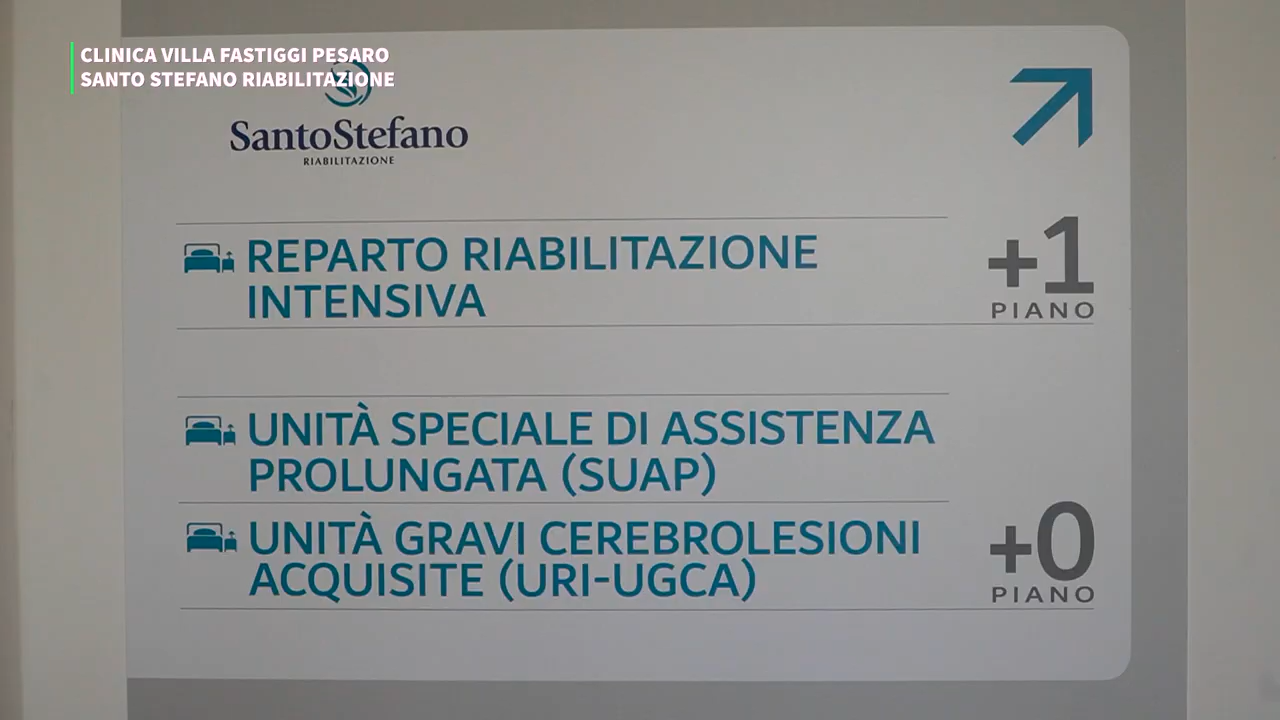 CLINICA VILLA FASTIGGI PESARO
SANTO STEFANO RIABILITAZIONE
SantoStefano
RIABILITAZIONE
REPARTO RIABILITAZIONE
INTENSIVA
+1
PIANO
UNITÀ SPECIALE DI ASSISTENZA
PROLUNGATA (SUAP)
UNITÀ GRAVI CEREBROLESIONI
ACQUISITE (URI-UGCA)
+0
PIANO